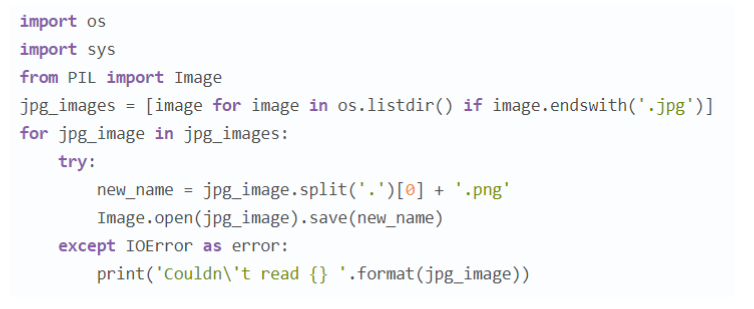 import os
import sys
from PIL import Image
jpg_images = [image for image in os.listdir() if image.endswith('.jpg')]
for jpg_image in jpg_images:
    try:
        new_name = jpg_image.split('.')[0] + '.png'
        Image.open(jpg_image).save(new_name)
    except IOError as error:
        print('Couldn\'t read {} '.format(jpg_image))